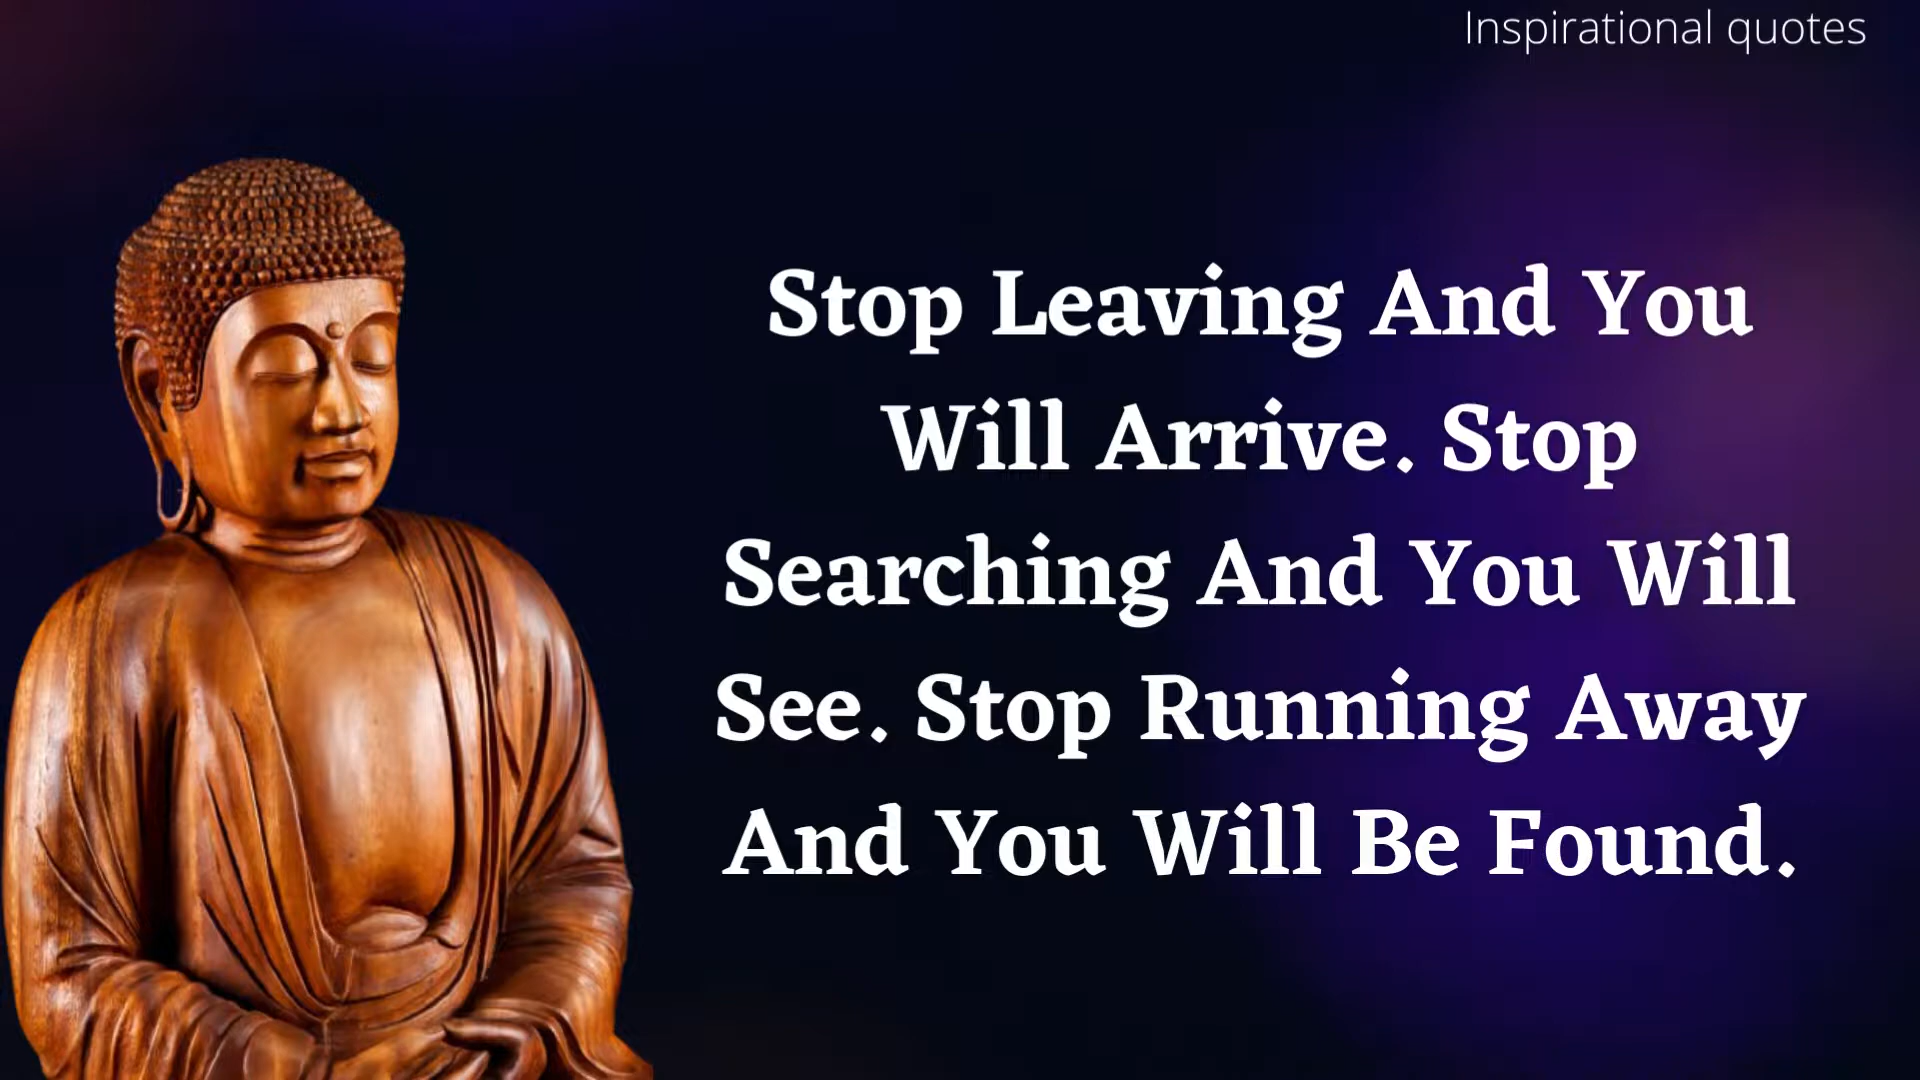 Inspirational quotes
Stop Leaving And You
Will Arrive. Stop
Searching And You Will
See. Stop Running Away
And You Will Be Found.